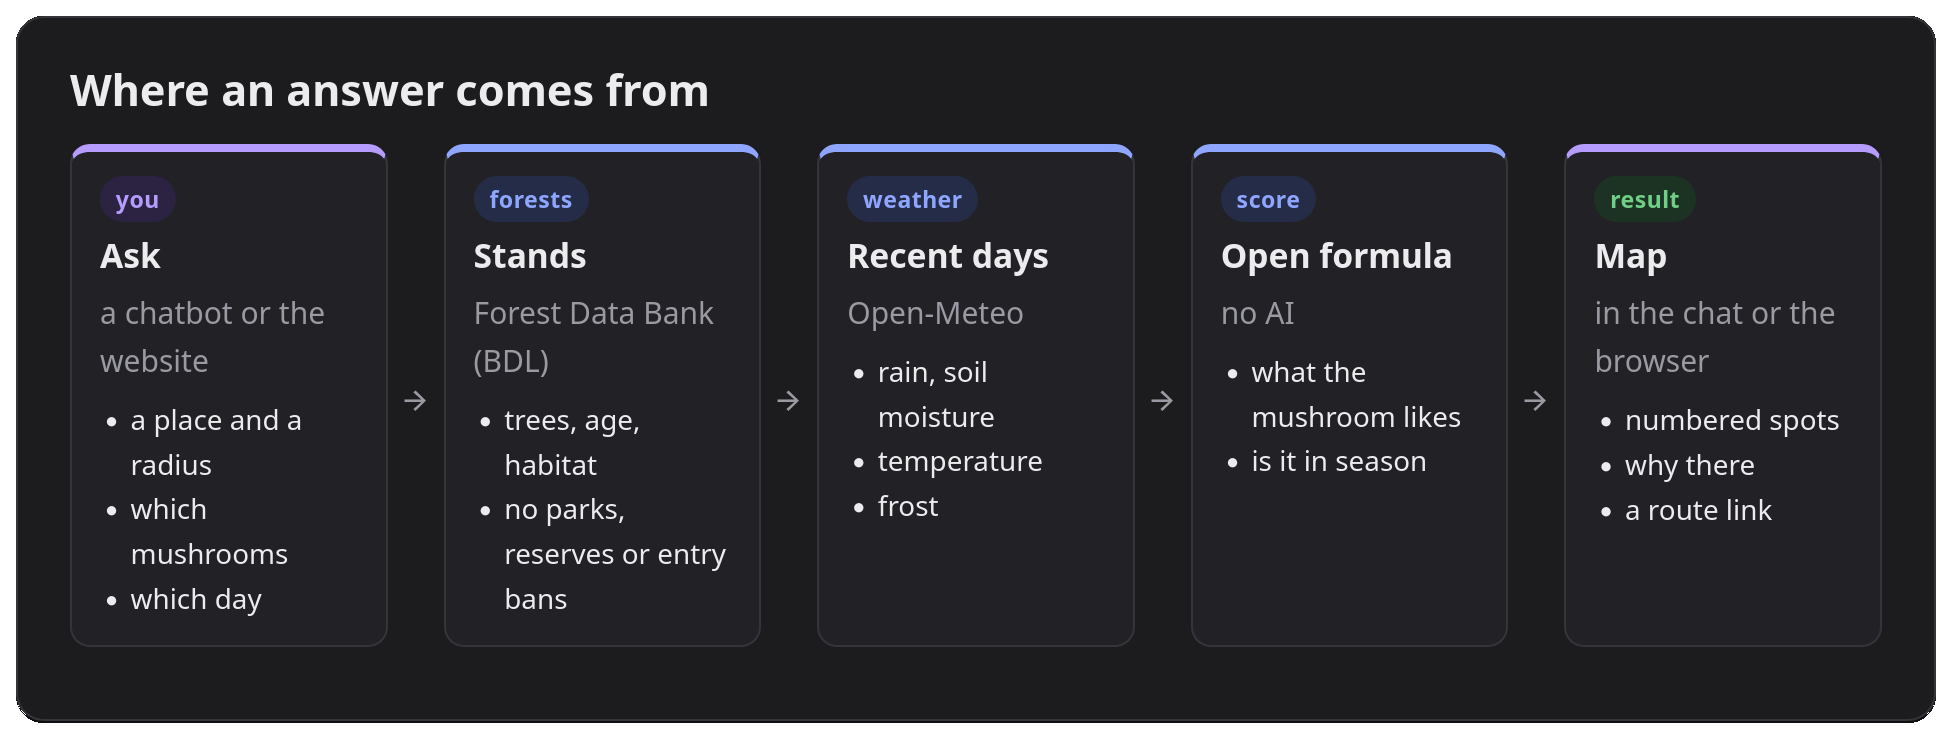 Where an answer comes from
you
Ask
a chatbot or the
website
• a place and a
radius
• which
mushrooms
• which day
→
forests
Stands
Forest Data Bank
(BDL)
• trees, age,
habitat
• no parks,
reserves or entry
bans
→
weather
Recent days
Open-Meteo
• rain, soil
moisture
• temperature
• frost
→
score
Open formula
no AI
• what the
mushroom likes
• is it in season
→
result
Map
in the chat or the
browser
• numbered spots
• why there
• a route link